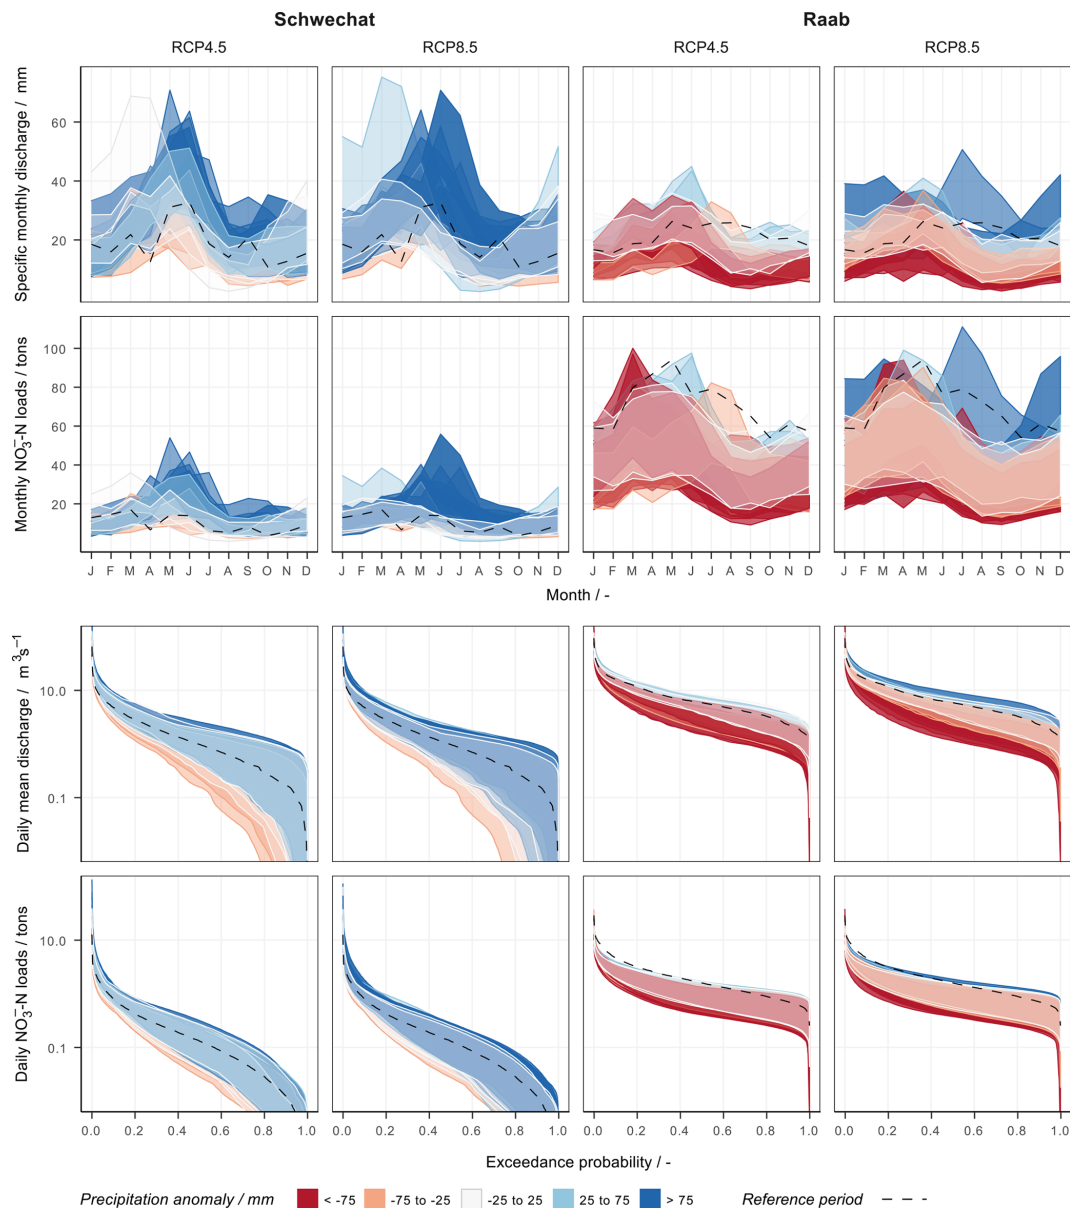 Schwechat Raab
RCP4.5 RCP8.5 RCP4.5 RCP8.5
Specific monthly discharge / mm
60
40
20
Monthly NO₃⁻-N loads / tons
100
80
60
40
20
J F M A M J J A S O N D J F M A M J J A S O N D J F M A M J J A S O N D J F M A M J J A S O N D
Month / -
Daily mean discharge / m³s⁻¹
10.0
0.1
Daily NO₃⁻-N loads / tons
10.0
0.1
0.0 0.2 0.4 0.6 0.8 1.0 0.0 0.2 0.4 0.6 0.8 1.0 0.0 0.2 0.4 0.6 0.8 1.0 0.0 0.2 0.4 0.6 0.8 1.0
Exceedance probability / -
Precipitation anomaly / mm < -75 -75 to -25 -25 to 25 25 to 75 > 75 Reference period